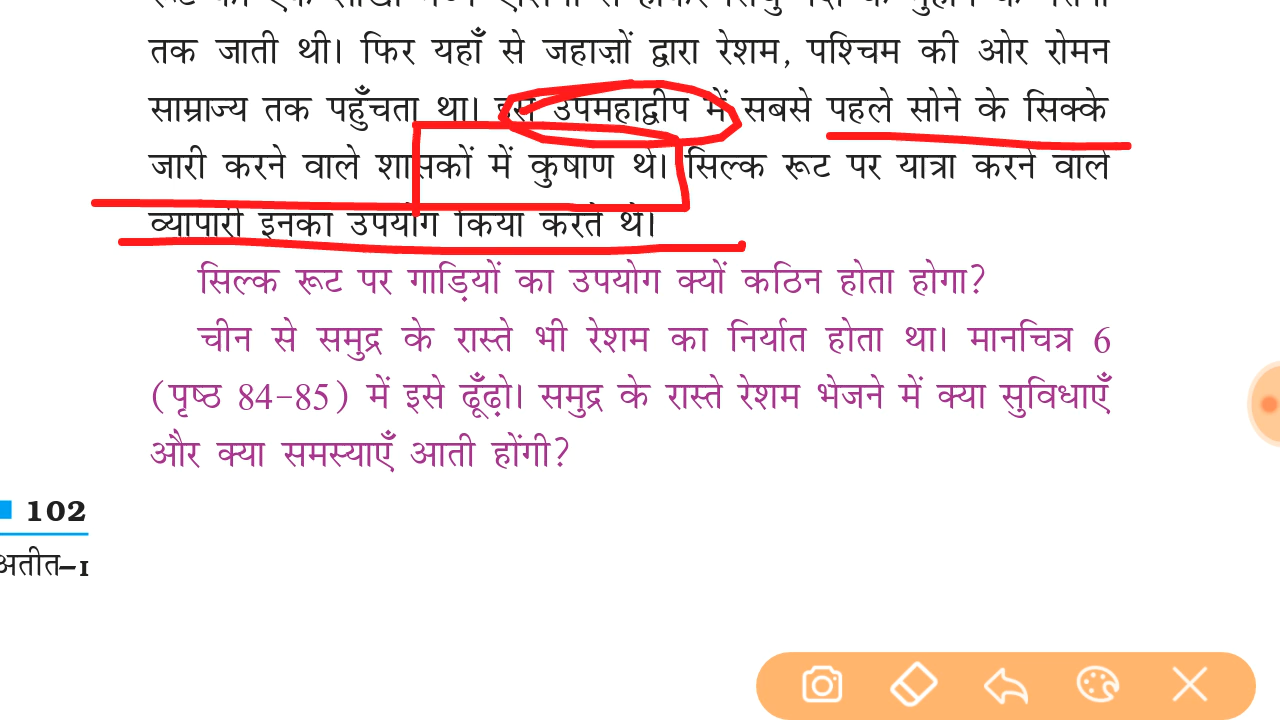 तक जाती थी। फिर यहाँ से जहाज़ों द्वारा रेशम, पश्चिम की ओर रोमन
साम्राज्य तक पहुँचता था। इस उपमहाद्वीप में सबसे पहले सोने के सिक्के
जारी करने वाले शासकों में कुषाण थे। सिल्क रूट पर यात्रा करने वाले
व्यापारी इनका उपयोग किया करते थे।
सिल्क रूट पर गाड़ियों का उपयोग क्यों कठिन होता होगा?
चीन से समुद्र के रास्ते भी रेशम का निर्यात होता था। मानचित्र 6
(पृष्ठ 84-85) में इसे ढूँढ़ो। समुद्र के रास्ते रेशम भेजने में क्या सुविधाएँ
और क्या समस्याएँ आती होंगी?
102
अतीत–I